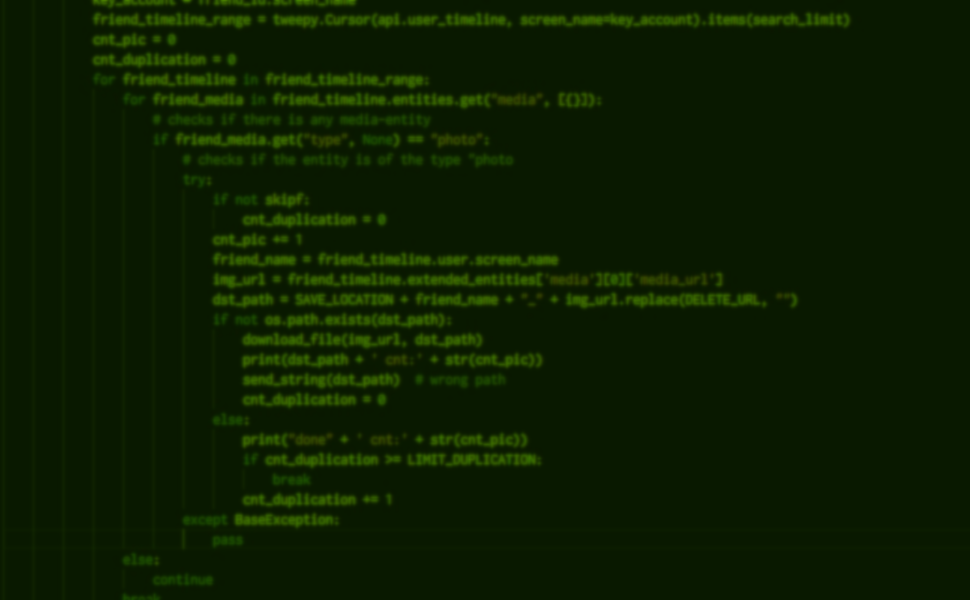 key_account = friend_id.screen_name
friend_timeline_range = tweepy.Cursor(api.user_timeline, screen_name=key_account).items(search_limit)
cnt_pic = 0
cnt_duplication = 0
for friend_timeline in friend_timeline_range:
for friend_media in friend_timeline.entities.get("media", [{}]):
# checks if there is any media-entity
if friend_media.get("type", None) == "photo":
# checks if the entity is of the type "photo
try:
if not skipf:
cnt_duplication = 0
cnt_pic += 1
friend_name = friend_timeline.user.screen_name
img_url = friend_timeline.extended_entities['media'][0]['media_url']
dst_path = SAVE_LOCATION + friend_name + "_" + img_url.replace(DELETE_URL, "")
if not os.path.exists(dst_path):
download_file(img_url, dst_path)
print(dst_path + ' cnt:' + str(cnt_pic))
send_string(dst_path)  # wrong path
cnt_duplication = 0
else:
print("done" + ' cnt:' + str(cnt_pic))
if cnt_duplication >= LIMIT_DUPLICATION:
break
cnt_duplication += 1
except BaseException:
pass
else:
continue
break